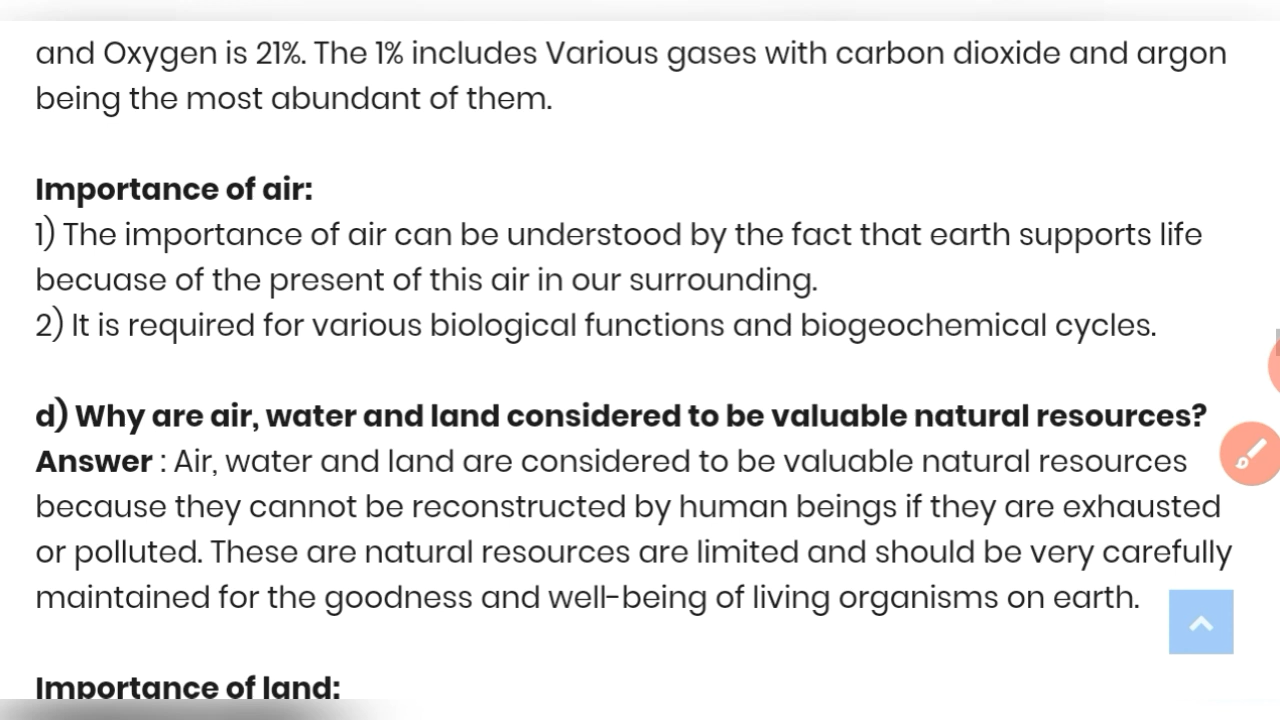 and Oxygen is 21%. The 1% includes Various gases with carbon dioxide and argon
being the most abundant of them.
Importance of air:
1) The importance of air can be understood by the fact that earth supports life
becuase of the present of this air in our surrounding.
2) It is required for various biological functions and biogeochemical cycles.
d) Why are air, water and land considered to be valuable natural resources?
Answer : Air, water and land are considered to be valuable natural resources
because they cannot be reconstructed by human beings if they are exhausted
or polluted. These are natural resources are limited and should be very carefully
maintained for the goodness and well-being of living organisms on earth.
Importance of land: